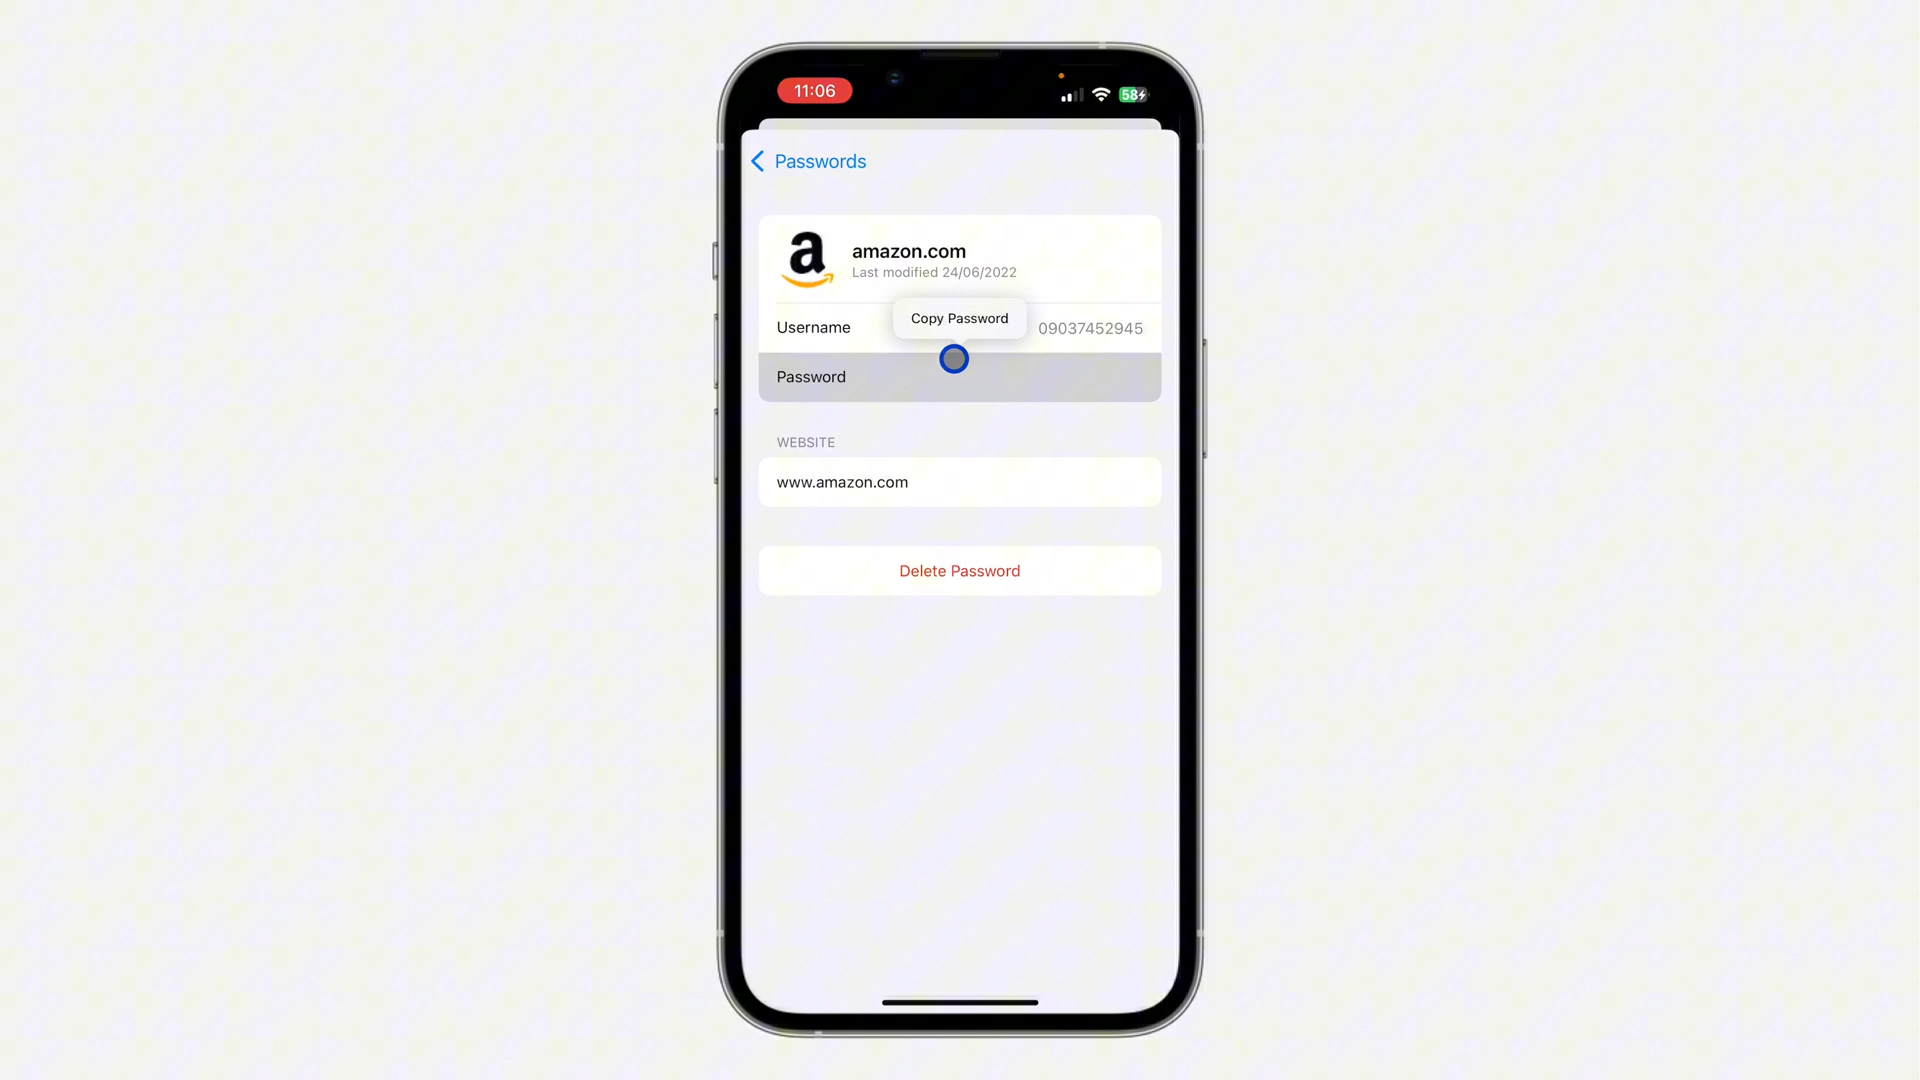 11:06
58
Passwords
a
amazon.com
Last modified 24/06/2022
Copy Password
Username
09037452945
Password
WEBSITE
www.amazon.com
Delete Password